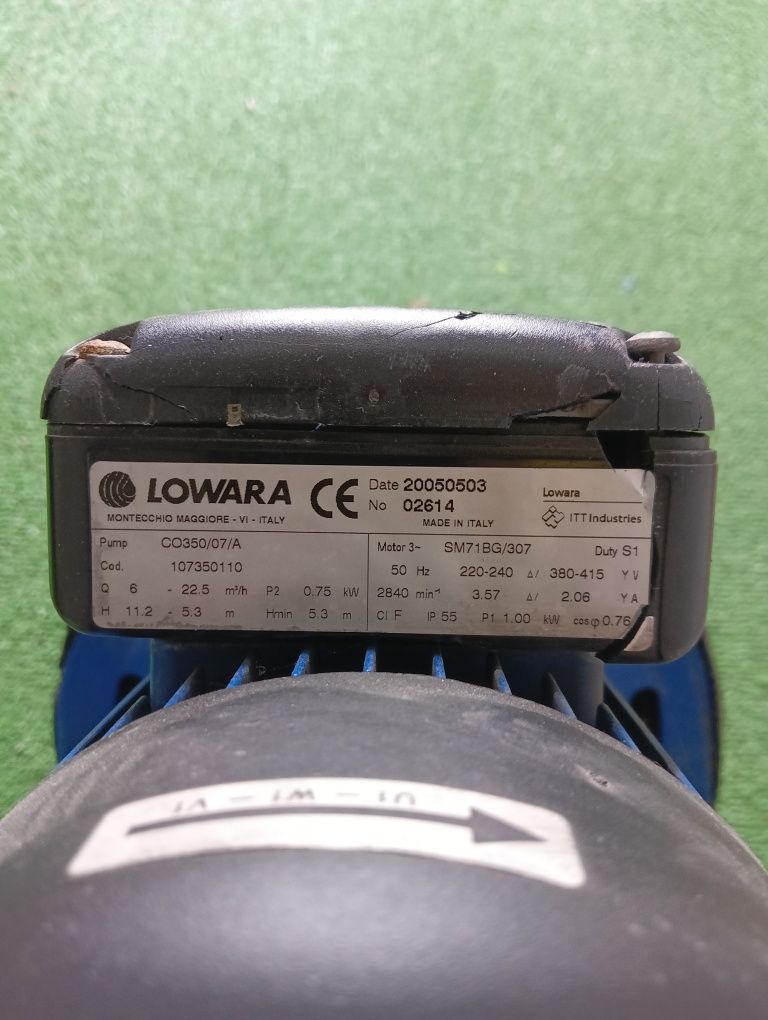 LOWARA CE Date 20050503 Lowara
No 02614 ITT Industries
MONTECCHIO MAGGIORE - VI - ITALY MADE IN ITALY
Pump CO350/07/A Motor 3~ SM71BG/307 Duty S1
Cod. 107350110 50 Hz 220-240 Δ/ 380-415 Y V
Q 6 - 22.5 m³/h P2 0.75 kW 2840 min⁻¹ 3.57 Δ/ 2.06 Y A
H 11.2 - 5.3 m Hmin 5.3 m Cl F IP 55 P1 1.00 kW cosφ 0.76
U1 - W1 - V1